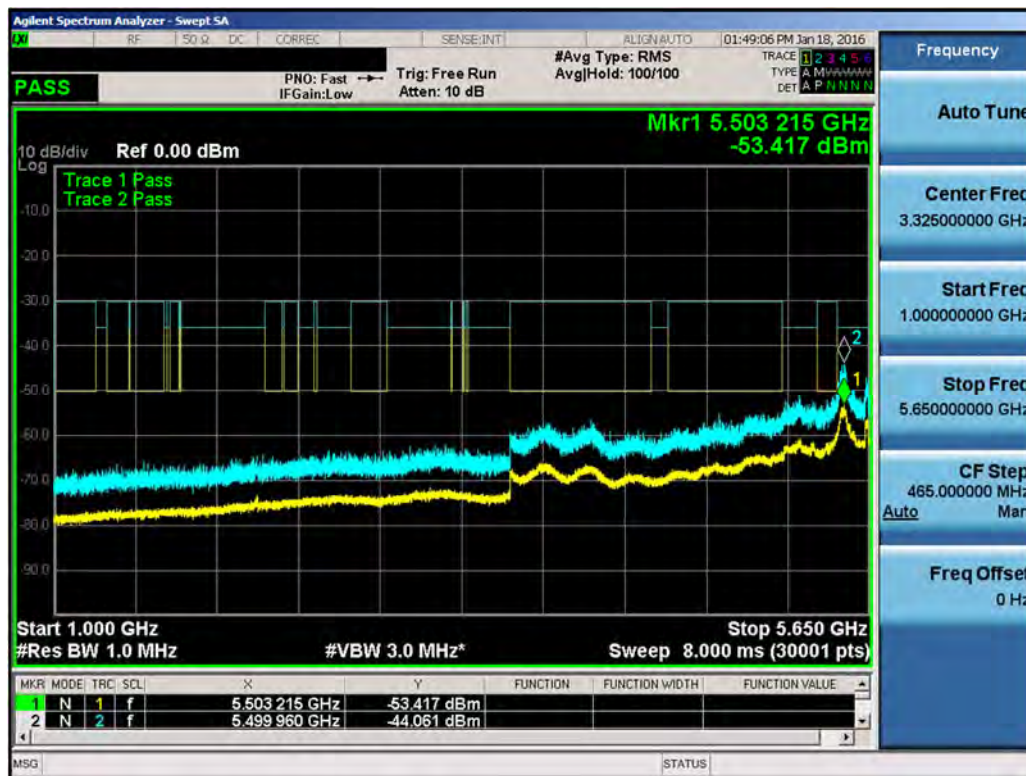 Agilent Spectrum Analyzer - Swept SA
LXI RF 50 Ω DC CORREC SENSE:INT ALIGNAUTO 01:49:06 PM Jan 18, 2016
Frequency
PASS
PNO: Fast
IFGain:Low
Trig: Free Run
Atten: 10 dB
#Avg Type: RMS
Avg|Hold: 100/100
TRACE 1 2 3 4 5 6
TYPE A M W W W W
DET A P N N N N
Auto Tune
Mkr1 5.503 215 GHz
-53.417 dBm
10 dB/div Ref 0.00 dBm
Log
Trace 1 Pass
Trace 2 Pass
-10.0
-20.0
-30.0
-40.0
-50.0
-60.0
-70.0
-80.0
-90.0
2
1
Center Freq
3.325000000 GHz
Start Freq
1.000000000 GHz
Stop Freq
5.650000000 GHz
CF Step
465.000000 MHz
Auto Man
Freq Offset
0 Hz
Start 1.000 GHz Stop 5.650 GHz
#Res BW 1.0 MHz #VBW 3.0 MHz* Sweep 8.000 ms (30001 pts)
MKR MODE TRC SCL X Y FUNCTION FUNCTION WIDTH FUNCTION VALUE
1 N 1 f 5.503 215 GHz -53.417 dBm
2 N 2 f 5.499 960 GHz -44.061 dBm
MSG STATUS